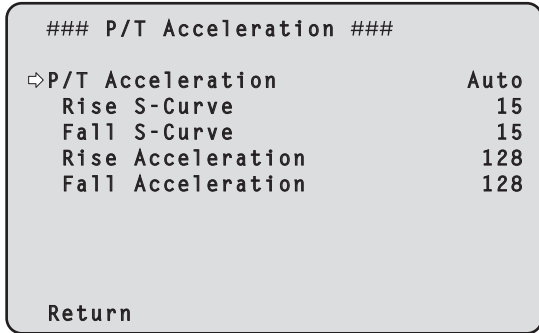 ### P/T Acceleration ###
⇨P/T Acceleration Auto
Rise S-Curve 15
Fall S-Curve 15
Rise Acceleration 128
Fall Acceleration 128
Return